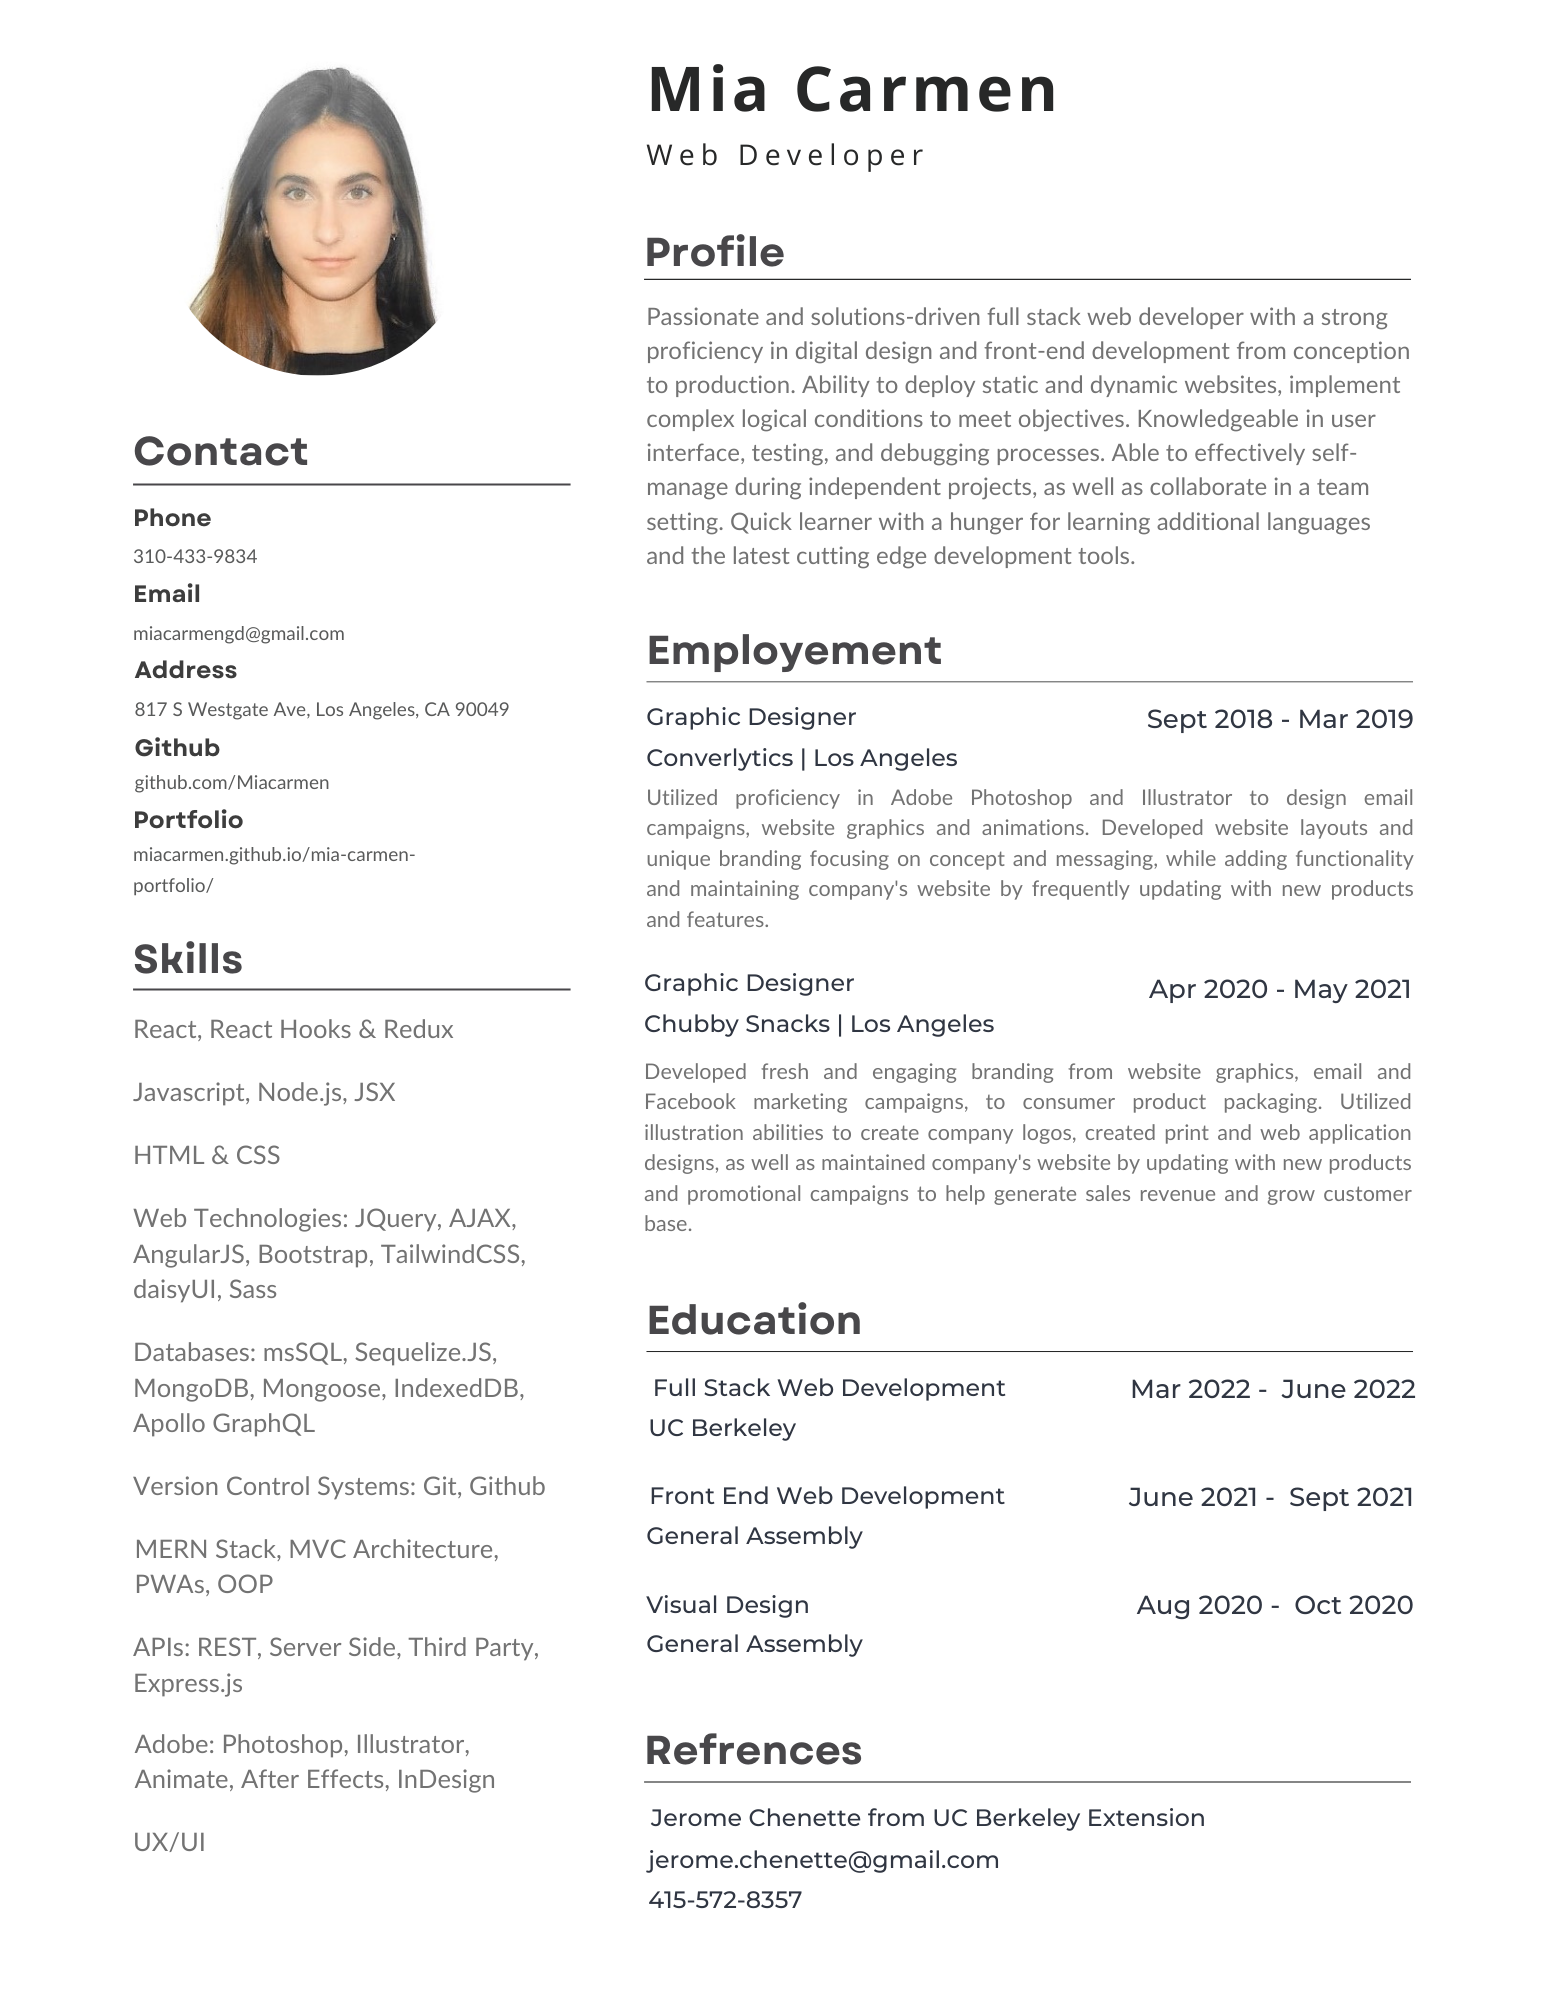 Mia Carmen
Web Developer
Contact
Phone
310-433-9834
Email
miacarmengd@gmail.com
Address
817 S Westgate Ave, Los Angeles, CA 90049
Github
github.com/Miacarmen
Portfolio
miacarmen.github.io/mia-carmen-
portfolio/
Skills
React, React Hooks & Redux
Javascript, Node.js, JSX
HTML & CSS
Web Technologies: JQuery, AJAX,
AngularJS, Bootstrap, TailwindCSS,
daisyUI, Sass
Databases: msSQL, Sequelize.JS,
MongoDB, Mongoose, IndexedDB,
Apollo GraphQL
Version Control Systems: Git, Github
MERN Stack, MVC Architecture,
PWAs, OOP
APIs: REST, Server Side, Third Party,
Express.js
Adobe: Photoshop, Illustrator,
Animate, After Effects, InDesign
UX/UI
Profile
Passionate and solutions-driven full stack web developer with a strong
proficiency in digital design and front-end development from conception
to production. Ability to deploy static and dynamic websites, implement
complex logical conditions to meet objectives. Knowledgeable in user
interface, testing, and debugging processes. Able to effectively self-
manage during independent projects, as well as collaborate in a team
setting. Quick learner with a hunger for learning additional languages
and the latest cutting edge development tools.
Employement
Graphic Designer Sept 2018 - Mar 2019
Converlytics | Los Angeles
Utilized proficiency in Adobe Photoshop and Illustrator to design email
campaigns, website graphics and animations. Developed website layouts and
unique branding focusing on concept and messaging, while adding functionality
and maintaining company's website by frequently updating with new products
and features.
Graphic Designer Apr 2020 - May 2021
Chubby Snacks | Los Angeles
Developed fresh and engaging branding from website graphics, email and
Facebook marketing campaigns, to consumer product packaging. Utilized
illustration abilities to create company logos, created print and web application
designs, as well as maintained company's website by updating with new products
and promotional campaigns to help generate sales revenue and grow customer
base.
Education
Full Stack Web Development Mar 2022 - June 2022
UC Berkeley
Front End Web Development June 2021 - Sept 2021
General Assembly
Visual Design Aug 2020 - Oct 2020
General Assembly
Refrences
Jerome Chenette from UC Berkeley Extension
jerome.chenette@gmail.com
415-572-8357